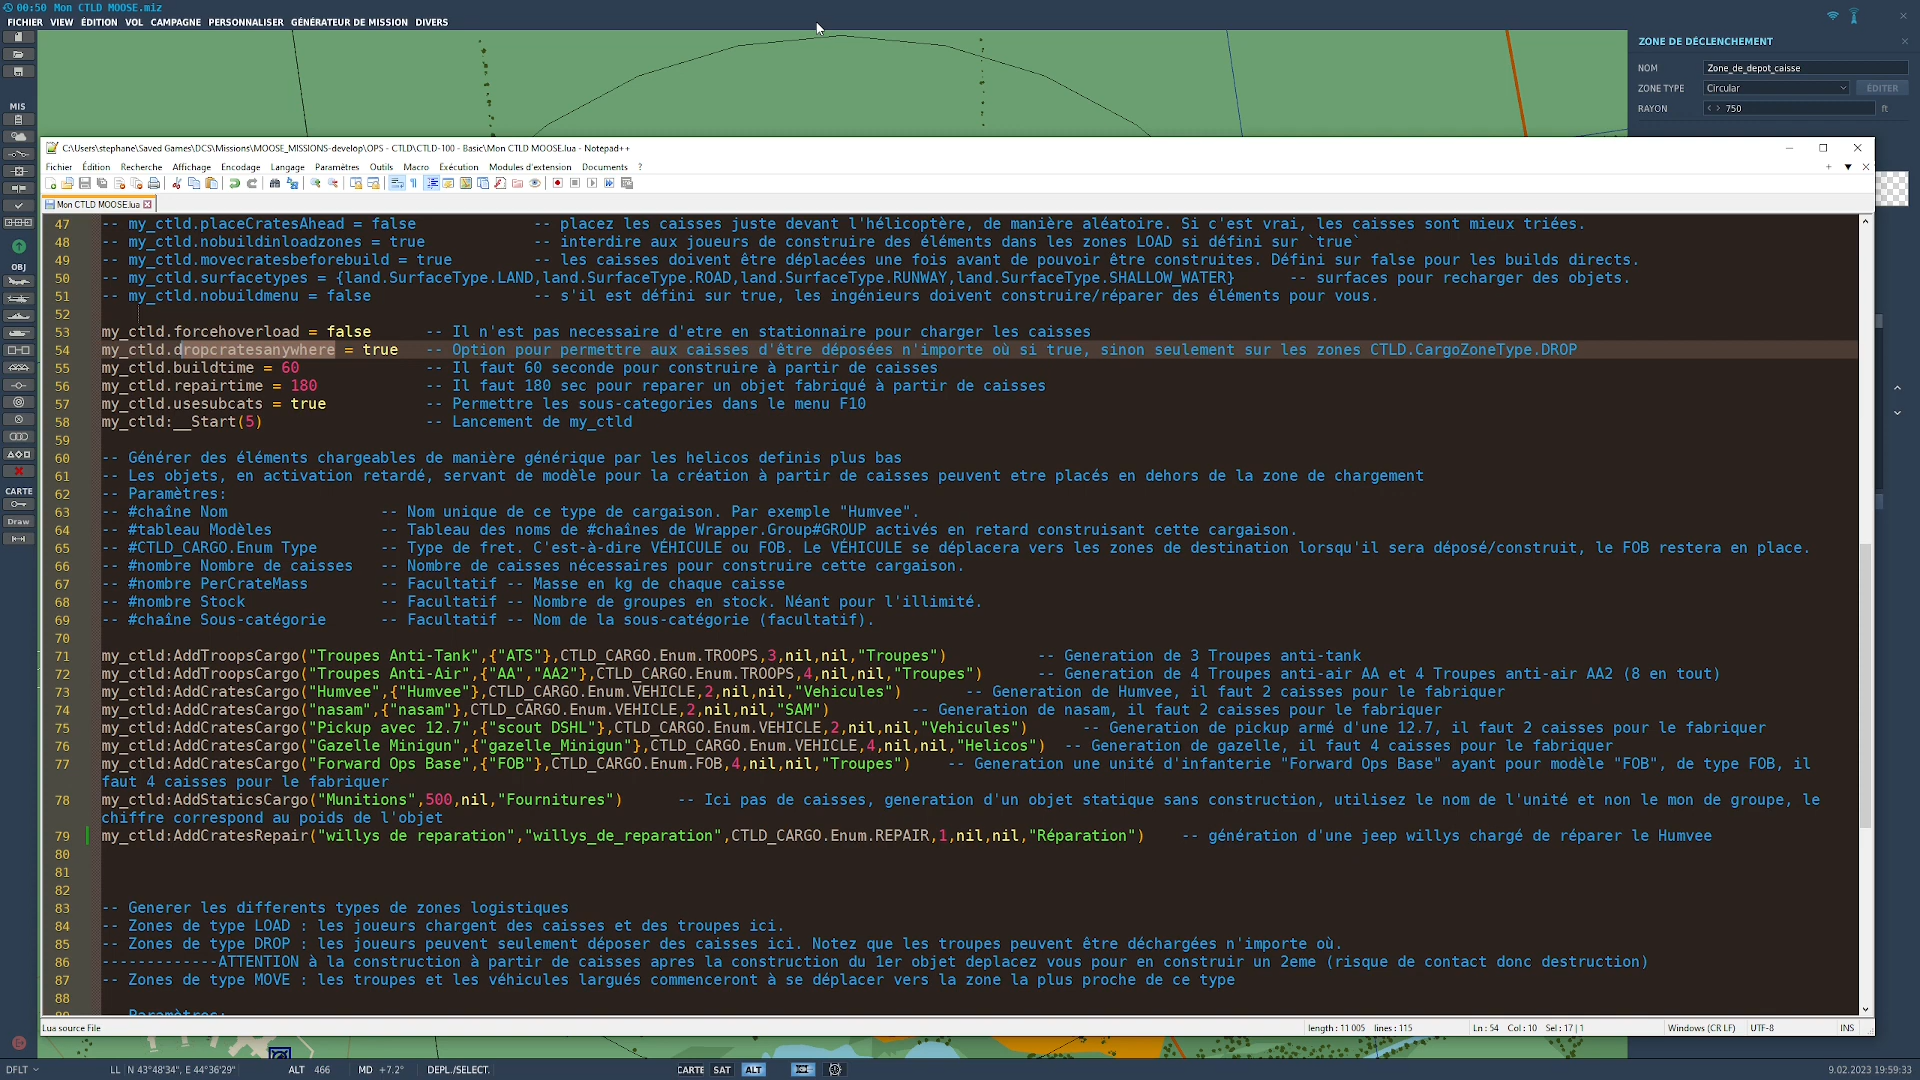 00:50 Mon CTLD MOOSE.miz
FICHIER VIEW ÉDITION VOL CAMPAGNE PERSONNALISER GÉNÉRATEUR DE MISSION DIVERS
ZONE DE DÉCLENCHEMENT
NOM Zone_de_depot_caisse
ZONE TYPE Circular ÉDITER
RAYON < > 750 ft
MIS
OBJ
CARTE
Draw
C:\Users\stephane\Saved Games\DCS\Missions\MOOSE_MISSIONS-develop\OPS - CTLD\CTLD-100 - Basic\Mon CTLD MOOSE.lua - Notepad++
Fichier Édition Recherche Affichage Encodage Langage Paramètres Outils Macro Exécution Modules d'extension Documents ?
Mon CTLD MOOSE.lua
47 -- my_ctld.placeCratesAhead = false -- placez les caisses juste devant l'hélicoptère, de manière aléatoire. Si c'est vrai, les caisses sont mieux triées.
48 -- my_ctld.nobuildinloadzones = true -- interdire aux joueurs de construire des éléments dans les zones LOAD si défini sur `true`
49 -- my_ctld.movecratesbeforebuild = true -- les caisses doivent être déplacées une fois avant de pouvoir être construites. Défini sur false pour les builds directs.
50 -- my_ctld.surfacetypes = {land.SurfaceType.LAND,land.SurfaceType.ROAD,land.SurfaceType.RUNWAY,land.SurfaceType.SHALLOW_WATER} -- surfaces pour recharger des objets.
51 -- my_ctld.nobuildmenu = false -- s'il est défini sur true, les ingénieurs doivent construire/réparer des éléments pour vous.
52
53 my_ctld.forcehoverload = false -- Il n'est pas necessaire d'etre en stationnaire pour charger les caisses
54 my_ctld.dropcratesanywhere = true -- Option pour permettre aux caisses d'être déposées n'importe où si true, sinon seulement sur les zones CTLD.CargoZoneType.DROP
55 my_ctld.buildtime = 60 -- Il faut 60 seconde pour construire à partir de caisses
56 my_ctld.repairtime = 180 -- Il faut 180 sec pour reparer un objet fabriqué à partir de caisses
57 my_ctld.usesubcats = true -- Permettre les sous-categories dans le menu F10
58 my_ctld:__Start(5) -- Lancement de my_ctld
59
60 -- Générer des éléments chargeables de manière générique par les helicos definis plus bas
61 -- Les objets, en activation retardé, servant de modèle pour la création à partir de caisses peuvent etre placés en dehors de la zone de chargement
62 -- Paramètres:
63 -- #chaîne Nom -- Nom unique de ce type de cargaison. Par exemple "Humvee".
64 -- #tableau Modèles -- Tableau des noms de #chaînes de Wrapper.Group#GROUP activés en retard construisant cette cargaison.
65 -- #CTLD_CARGO.Enum Type -- Type de fret. C'est-à-dire VÉHICULE ou FOB. Le VÉHICULE se déplacera vers les zones de destination lorsqu'il sera déposé/construit, le FOB restera en place.
66 -- #nombre Nombre de caisses -- Nombre de caisses nécessaires pour construire cette cargaison.
67 -- #nombre PerCrateMass -- Facultatif -- Masse en kg de chaque caisse
68 -- #nombre Stock -- Facultatif -- Nombre de groupes en stock. Néant pour l'illimité.
69 -- #chaîne Sous-catégorie -- Facultatif -- Nom de la sous-catégorie (facultatif).
70
71 my_ctld:AddTroopsCargo("Troupes Anti-Tank",{"ATS"},CTLD_CARGO.Enum.TROOPS,3,nil,nil,"Troupes") -- Generation de 3 Troupes anti-tank
72 my_ctld:AddTroopsCargo("Troupes Anti-Air",{"AA","AA2"},CTLD_CARGO.Enum.TROOPS,4,nil,nil,"Troupes") -- Generation de 4 Troupes anti-air AA et 4 Troupes anti-air AA2 (8 en tout)
73 my_ctld:AddCratesCargo("Humvee",{"Humvee"},CTLD_CARGO.Enum.VEHICLE,2,nil,nil,"Vehicules") -- Generation de Humvee, il faut 2 caisses pour le fabriquer
74 my_ctld:AddCratesCargo("nasam",{"nasam"},CTLD_CARGO.Enum.VEHICLE,2,nil,nil,"SAM") -- Generation de nasam, il faut 2 caisses pour le fabriquer
75 my_ctld:AddCratesCargo("Pickup avec 12.7",{"scout DSHL"},CTLD_CARGO.Enum.VEHICLE,2,nil,nil,"Vehicules") -- Generation de pickup armé d'une 12.7, il faut 2 caisses pour le fabriquer
76 my_ctld:AddCratesCargo("Gazelle Minigun",{"gazelle_Minigun"},CTLD_CARGO.Enum.VEHICLE,4,nil,nil,"Helicos") -- Generation de gazelle, il faut 4 caisses pour le fabriquer
77 my_ctld:AddCratesCargo("Forward Ops Base",{"FOB"},CTLD_CARGO.Enum.FOB,4,nil,nil,"Troupes") -- Generation une unité d'infanterie "Forward Ops Base" ayant pour modèle "FOB", de type FOB, il
faut 4 caisses pour le fabriquer
78 my_ctld:AddStaticsCargo("Munitions",500,nil,"Fournitures") -- Ici pas de caisses, generation d'un objet statique sans construction, utilisez le nom de l'unité et non le mon de groupe, le
chiffre correspond au poids de l'objet
79 my_ctld:AddCratesRepair("willys de reparation","willys_de_reparation",CTLD_CARGO.Enum.REPAIR,1,nil,nil,"Réparation") -- génération d'une jeep willys chargé de réparer le Humvee
80
81
82
83 -- Generer les differents types de zones logistiques
84 -- Zones de type LOAD : les joueurs chargent des caisses et des troupes ici.
85 -- Zones de type DROP : les joueurs peuvent seulement déposer des caisses ici. Notez que les troupes peuvent être déchargées n'importe où.
86 -------------ATTENTION à la construction à partir de caisses apres la construction du 1er objet deplacez vous pour en construir un 2eme (risque de contact donc destruction)
87 -- Zones de type MOVE : les troupes et les véhicules largués commenceront à se déplacer vers la zone la plus proche de ce type
88
89 -- Paramètres:
Lua source File length : 11 005 lines : 115 Ln : 54 Col : 10 Sel : 17 | 1 Windows (CR LF) UTF-8 INS
DFLT LL N 43°48'34", E 44°36'29" ALT 466 MD +7.2° DEPL./SELECT. CARTE SAT ALT 9.02.2023 19:59:33